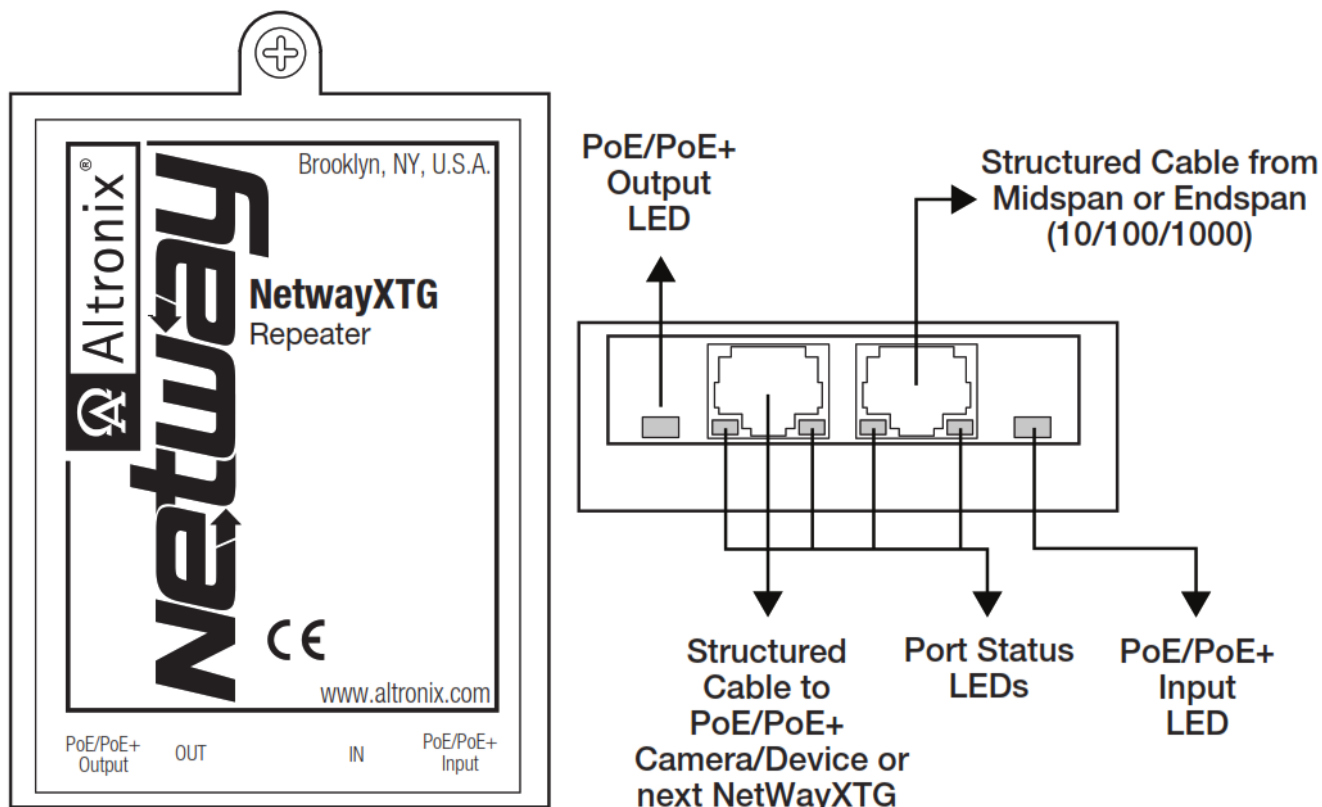 Altronix®
Netway
Brooklyn, NY, U.S.A.
NetwayXTG
Repeater
CE
www.altronix.com
PoE/PoE+
Output
OUT
IN
PoE/PoE+
Input
PoE/PoE+
Output
LED
Structured Cable from
Midspan or Endspan
(10/100/1000)
Structured
Cable to
PoE/PoE+
Camera/Device or
next NetWayXTG
Port Status
LEDs
PoE/PoE+
Input
LED